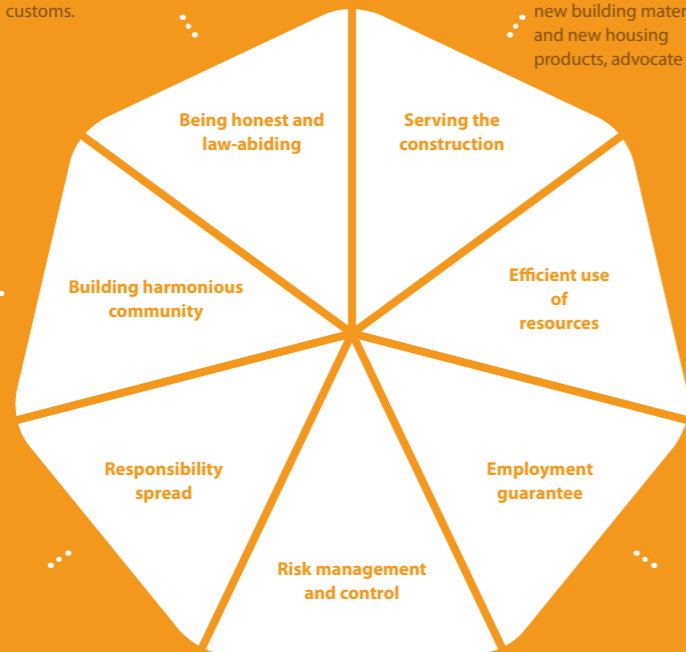 customs.
new building mater
and new housing
products, advocate
Being honest and
law-abiding
Serving the
construction
Building harmonious
community
Efficient use
of
resources
Responsibility
spread
Employment
guarantee
Risk management
and control